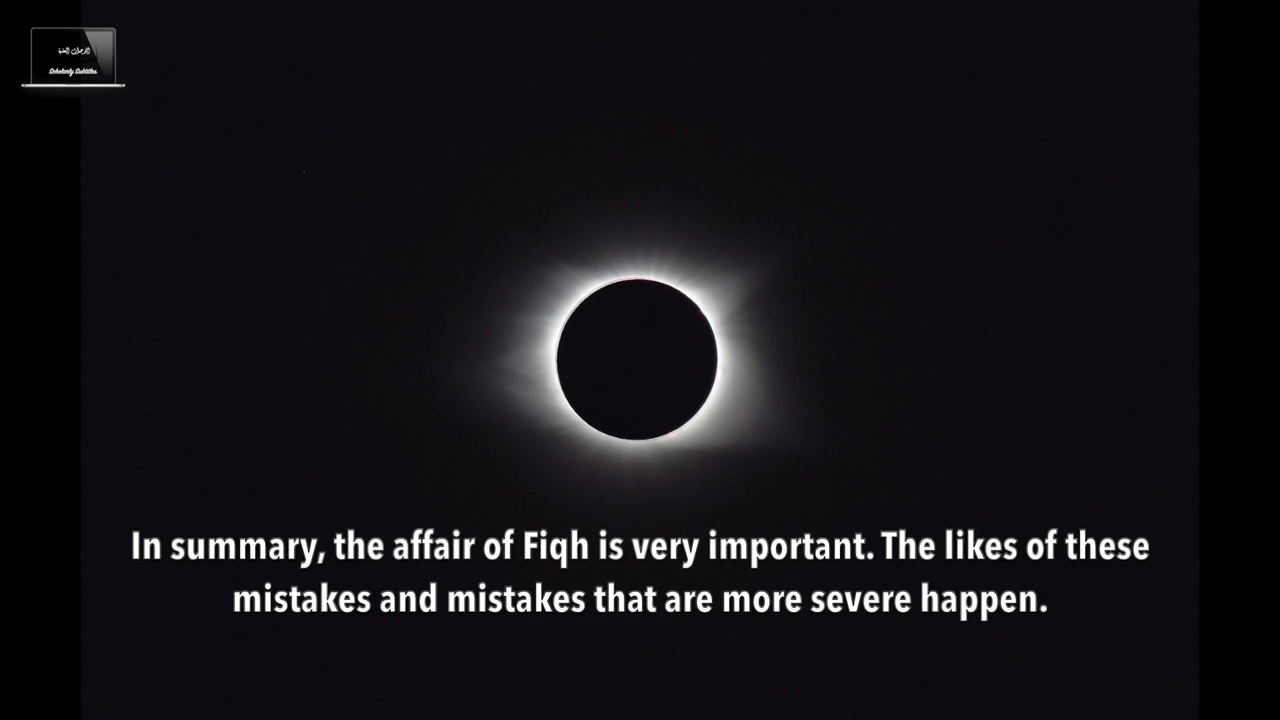 Scholarly Subtitles
In summary, the affair of Fiqh is very important. The likes of these
mistakes and mistakes that are more severe happen.